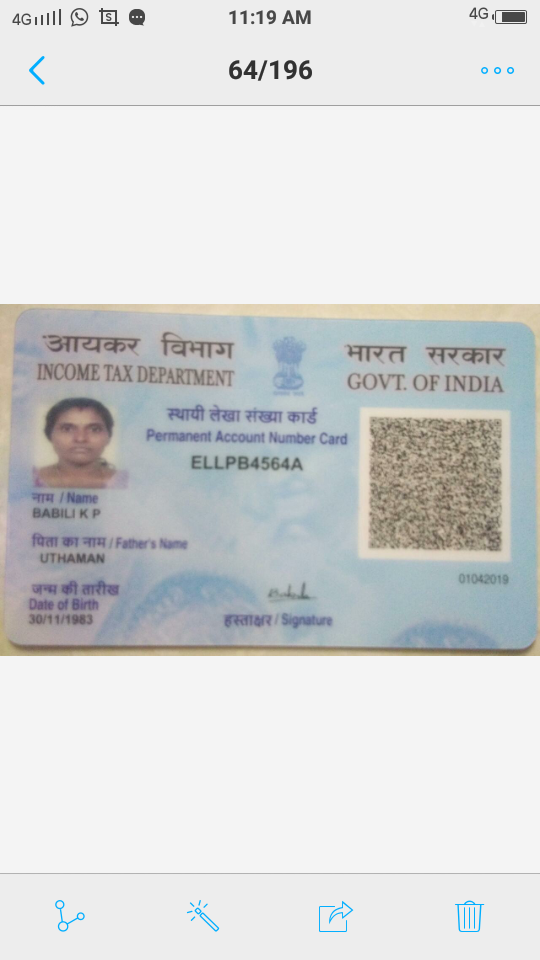 4G 11:19 AM 4G
64/196
आयकर विभाग भारत सरकार
INCOME TAX DEPARTMENT GOVT. OF INDIA
स्थायी लेखा संख्या कार्ड
Permanent Account Number Card
ELLPB4564A
नाम / Name
BABILI K P
पिता का नाम / Father's Name
UTHAMAN
जन्म की तारीख
Date of Birth
30/11/1983
हस्ताक्षर / Signature
01042019